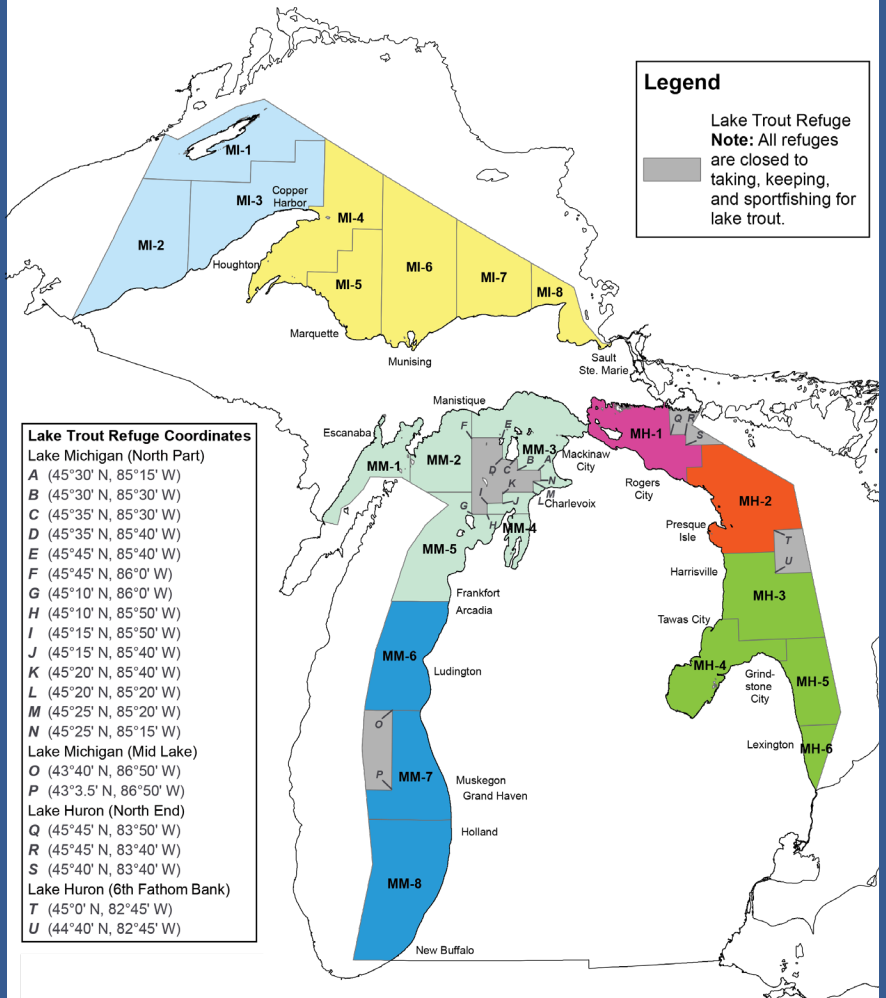 Legend
Lake Trout Refuge
Note: All refuges
are closed to
taking, keeping,
and sportfishing for
lake trout.
MI-1
MI-3
Copper
Harbor
MI-4
MI-2
Houghton
MI-6
MI-7
MI-5
MI-8
Marquette
Munising
Sault
Ste. Marie
Manistique
Escanaba
F
E
Q
R
S
MH-1
MM-1
MM-2
MM-3
Mackinaw
City
D
C
B
A
K
N
M
I
J
L
Charlevoix
G
H
MM-4
MM-5
Rogers
City
MH-2
Presque
Isle
T
U
Harrisville
MH-3
Frankfort
Arcadia
Tawas City
MM-6
Ludington
MH-4
Grind-
stone
City
MH-5
O
Lexington
MH-6
P
MM-7
Muskegon
Grand Haven
Holland
MM-8
New Buffalo
Lake Trout Refuge Coordinates
Lake Michigan (North Part)
A (45°30' N, 85°15' W)
B (45°30' N, 85°30' W)
C (45°35' N, 85°30' W)
D (45°35' N, 85°40' W)
E (45°45' N, 85°40' W)
F (45°45' N, 86°0' W)
G (45°10' N, 86°0' W)
H (45°10' N, 85°50' W)
I (45°15' N, 85°50' W)
J (45°15' N, 85°40' W)
K (45°20' N, 85°40' W)
L (45°20' N, 85°20' W)
M (45°25' N, 85°20' W)
N (45°25' N, 85°15' W)
Lake Michigan (Mid Lake)
O (43°40' N, 86°50' W)
P (43°3.5' N, 86°50' W)
Lake Huron (North End)
Q (45°45' N, 83°50' W)
R (45°45' N, 83°40' W)
S (45°40' N, 83°40' W)
Lake Huron (6th Fathom Bank)
T (45°0' N, 82°45' W)
U (44°40' N, 82°45' W)